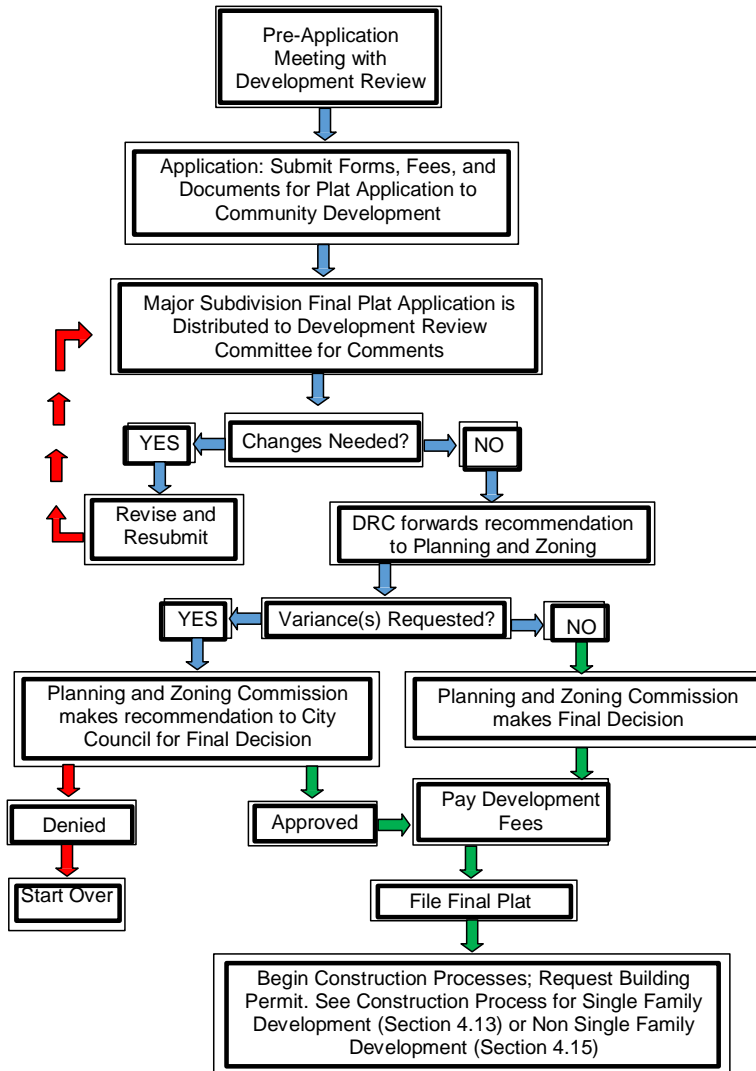 Pre-Application
Meeting with
Development Review
Application: Submit Forms, Fees, and
Documents for Plat Application to
Community Development
Major Subdivision Final Plat Application is
Distributed to Development Review
Committee for Comments
YES
Changes Needed?
NO
Revise and
Resubmit
DRC forwards recommendation
to Planning and Zoning
YES
Variance(s) Requested?
NO
Planning and Zoning Commission
makes recommendation to City
Council for Final Decision
Planning and Zoning Commission
makes Final Decision
Denied
Approved
Pay Development
Fees
Start Over
File Final Plat
Begin Construction Processes; Request Building
Permit. See Construction Process for Single Family
Development (Section 4.13) or Non Single Family
Development (Section 4.15)